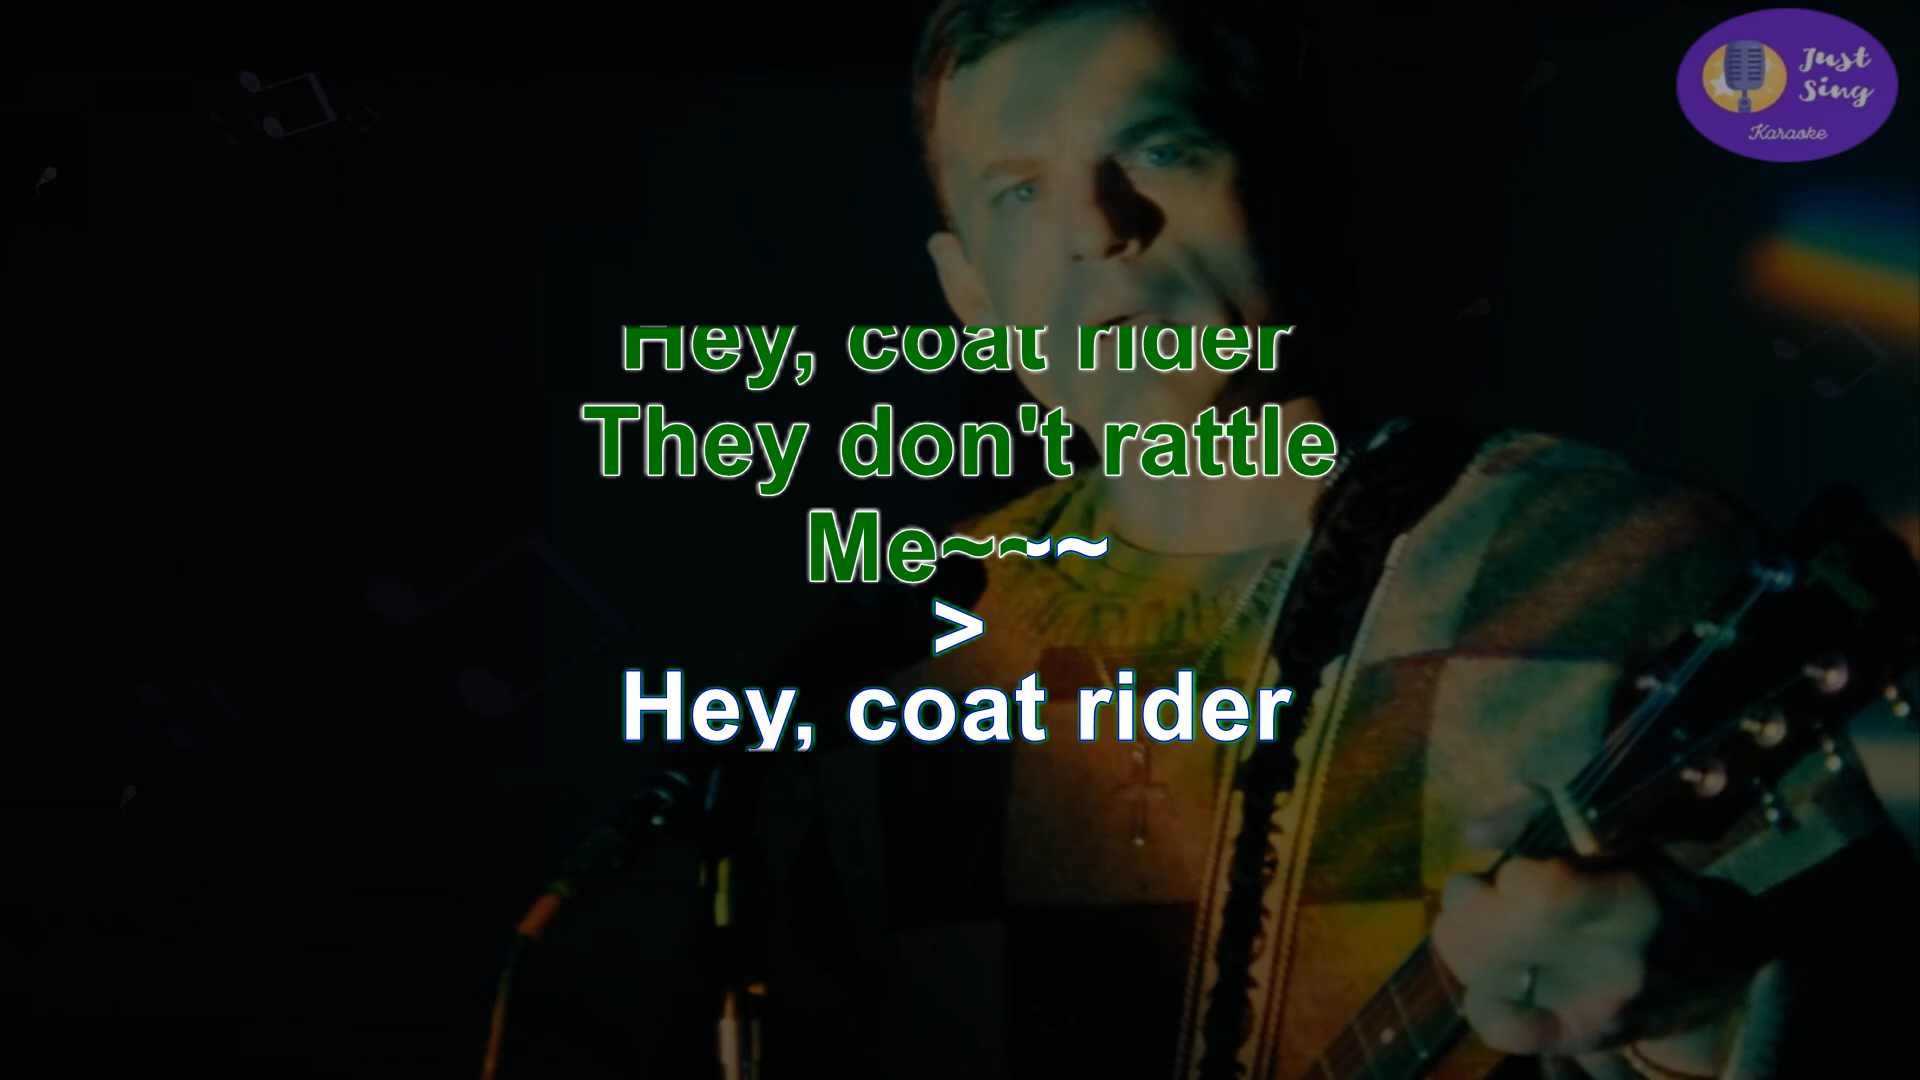 Just
Sing
Karaoke
Hey, coat rider
They don't rattle
Me~~~
>
Hey, coat rider